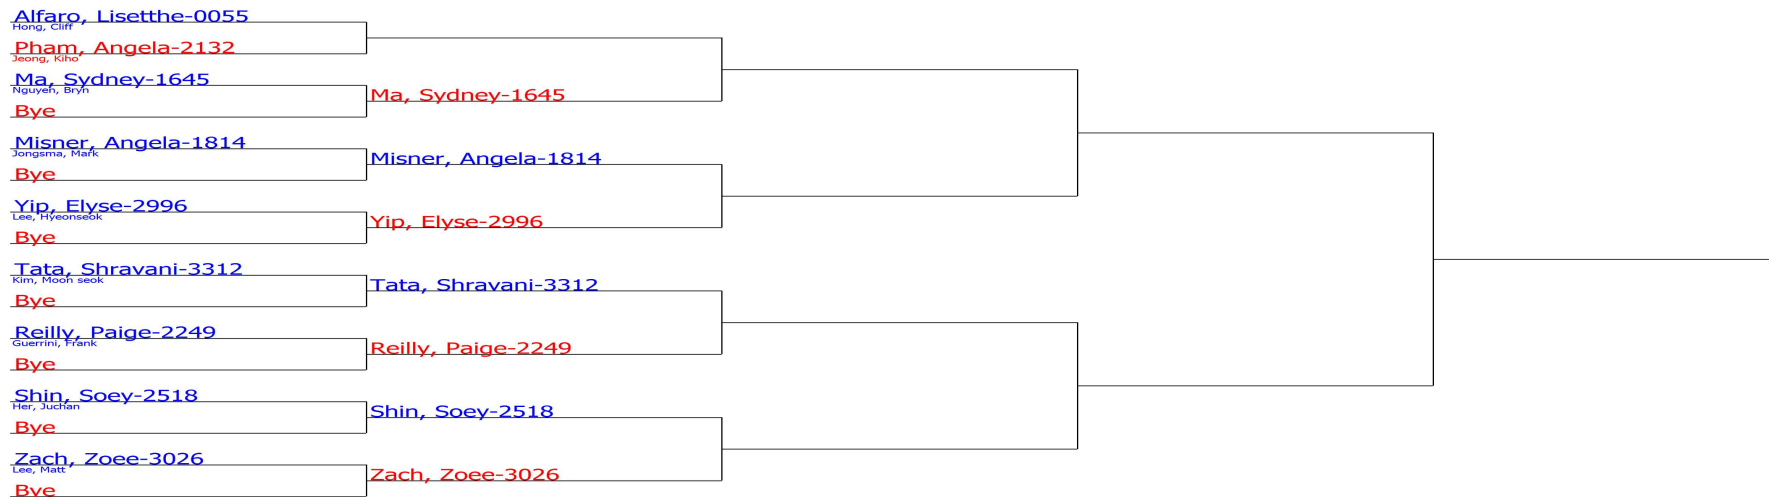 Alfaro, Lisetthe-0055
Hong, Cliff
Pham, Angela-2132
Jeong, Kiho
Ma, Sydney-1645
Nguyen, Bryn
Bye
Ma, Sydney-1645
Misner, Angela-1814
Jongsma, Mark
Bye
Misner, Angela-1814
Yip, Elyse-2996
Lee, Hyeonseok
Bye
Yip, Elyse-2996
Tata, Shravani-3312
Kim, Moon seok
Bye
Tata, Shravani-3312
Reilly, Paige-2249
Guerrini, Frank
Bye
Reilly, Paige-2249
Shin, Soey-2518
Her, Juchan
Bye
Shin, Soey-2518
Zach, Zoee-3026
Lee, Matt
Bye
Zach, Zoee-3026